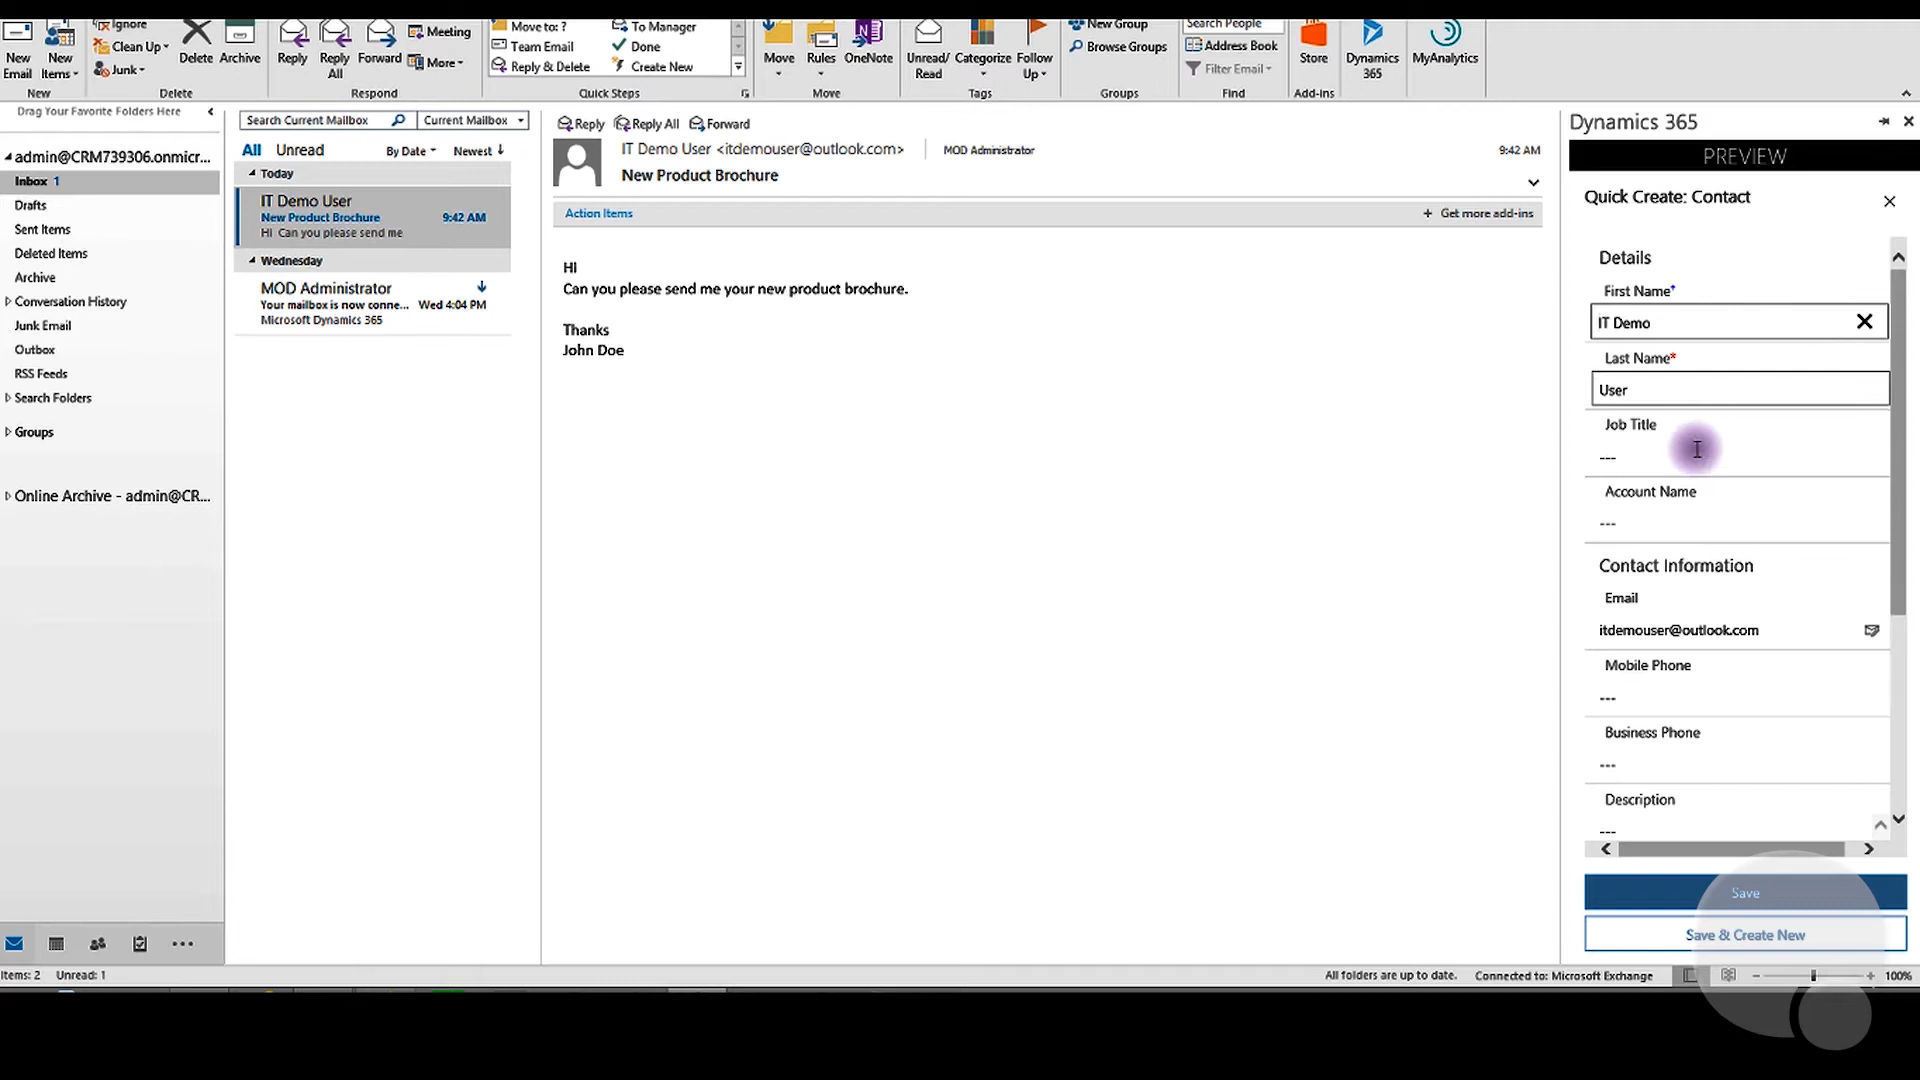 Ignore
Clean Up
Junk
New Email
New Items
Delete
Archive
Reply
Reply All
Forward
Meeting
More
Move to: ?
Team Email
Reply & Delete
To Manager
Done
Create New
Move
Rules
OneNote
Unread/ Read
Categorize
Follow Up
New Group
Browse Groups
Search People
Address Book
Filter Email
Store
Dynamics 365
MyAnalytics
New
Delete
Respond
Quick Steps
Move
Tags
Groups
Find
Add-ins
Drag Your Favorite Folders Here
admin@CRM739306.onmicr...
Inbox 1
Drafts
Sent Items
Deleted Items
Archive
Conversation History
Junk Email
Outbox
RSS Feeds
Search Folders
Groups
Online Archive - admin@CR...
Search Current Mailbox
Current Mailbox
All Unread
By Date Newest
Today
IT Demo User
New Product Brochure 9:42 AM
Hi Can you please send me
Wednesday
MOD Administrator
Your mailbox is now conne... Wed 4:04 PM
Microsoft Dynamics 365
Reply Reply All Forward
IT Demo User <itdemouser@outlook.com> MOD Administrator 9:42 AM
New Product Brochure
Action Items
+ Get more add-ins
HI
Can you please send me your new product brochure.
Thanks
John Doe
Dynamics 365
PREVIEW
Quick Create: Contact
Details
First Name*
IT Demo
Last Name*
User
Job Title
---
Account Name
---
Contact Information
Email
itdemouser@outlook.com
Mobile Phone
---
Business Phone
---
Description
---
Save
Save & Create New
Items: 2 Unread: 1
All folders are up to date. Connected to: Microsoft Exchange 100%